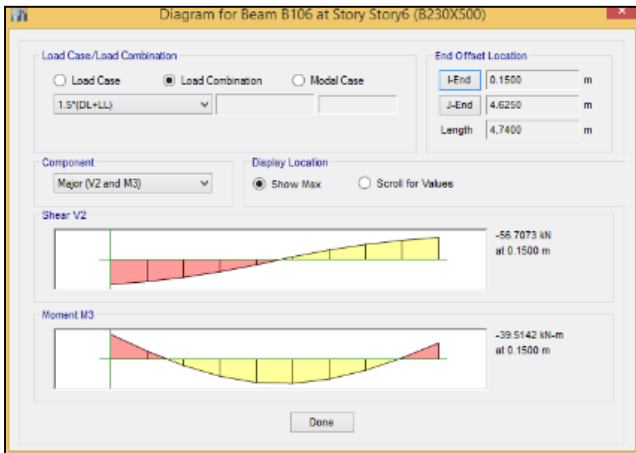 Diagram for Beam B106 at Story Story6 (B230X500)
Load Case/Load Combination
Load Case Load Combination Modal Case
1.5*(DL+LL)
End Offset Location
I-End 0.1500 m
J-End 4.6250 m
Length 4.7400 m
Component
Major (V2 and M3)
Display Location
Show Max Scroll for Values
Shear V2
-56.7073 kN
at 0.1500 m
Moment M3
-39.5142 kN-m
at 0.1500 m
Done